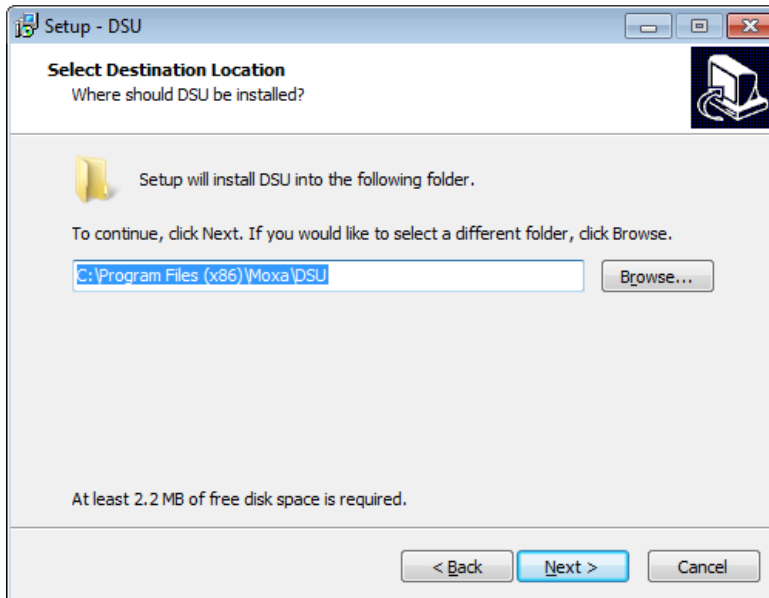 Setup - DSU
Select Destination Location
Where should DSU be installed?
Setup will install DSU into the following folder.
To continue, click Next. If you would like to select a different folder, click Browse.
C:\Program Files (x86)\Moxa\DSU
Browse...
At least 2.2 MB of free disk space is required.
< Back
Next >
Cancel